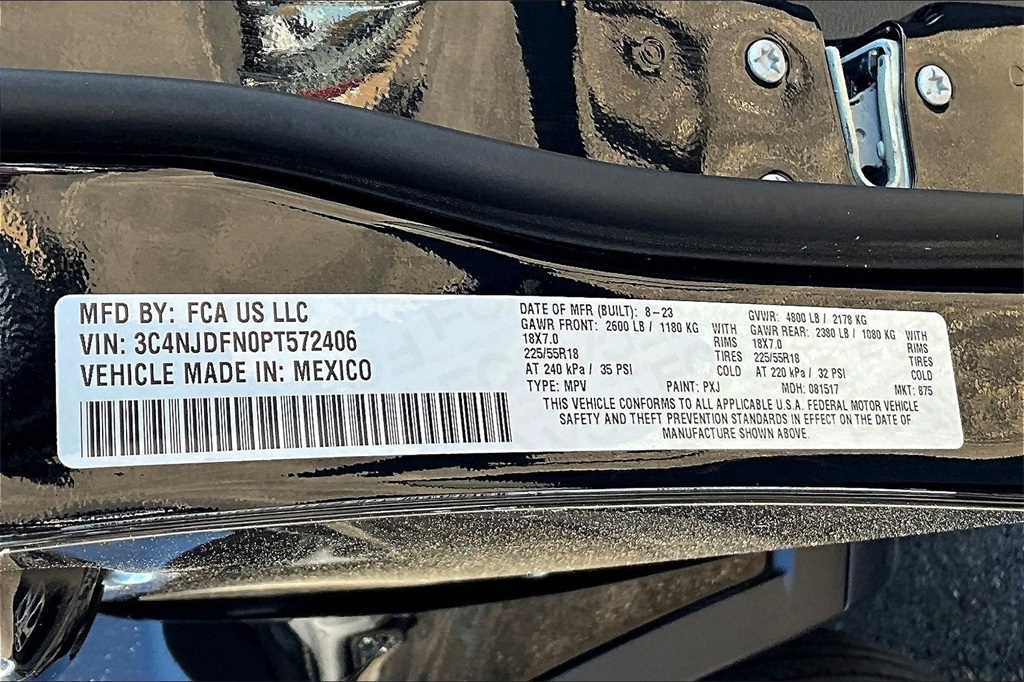 MFD BY: FCA US LLC
VIN: 3C4NJDFN0PT572406
VEHICLE MADE IN: MEXICO
DATE OF MFR (BUILT): 8-23 GVWR: 4800 LB / 2178 KG
GAWR FRONT: 2600 LB / 1180 KG WITH GAWR REAR: 2380 LB / 1080 KG WITH
18X7.0 RIMS 18X7.0 RIMS
225/55R18 TIRES 225/55R18 TIRES
AT 240 kPa / 35 PSI COLD AT 220 kPa / 32 PSI COLD
TYPE: MPV PAINT: PXJ MDH: 081517 MKT: 875
THIS VEHICLE CONFORMS TO ALL APPLICABLE U.S.A. FEDERAL MOTOR VEHICLE
SAFETY AND THEFT PREVENTION STANDARDS IN EFFECT ON THE DATE OF
MANUFACTURE SHOWN ABOVE.